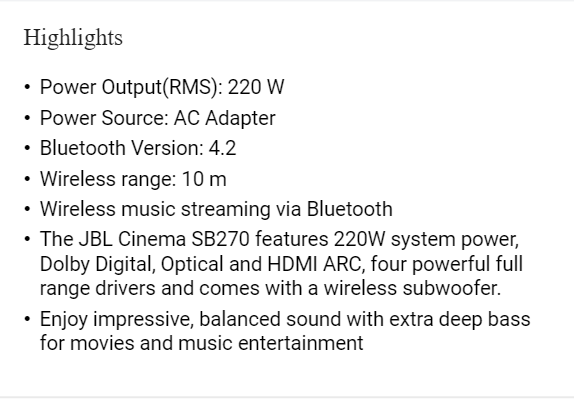 Highlights
• Power Output(RMS): 220 W
• Power Source: AC Adapter
• Bluetooth Version: 4.2
• Wireless range: 10 m
• Wireless music streaming via Bluetooth
• The JBL Cinema SB270 features 220W system power,
Dolby Digital, Optical and HDMI ARC, four powerful full
range drivers and comes with a wireless subwoofer.
• Enjoy impressive, balanced sound with extra deep bass
for movies and music entertainment